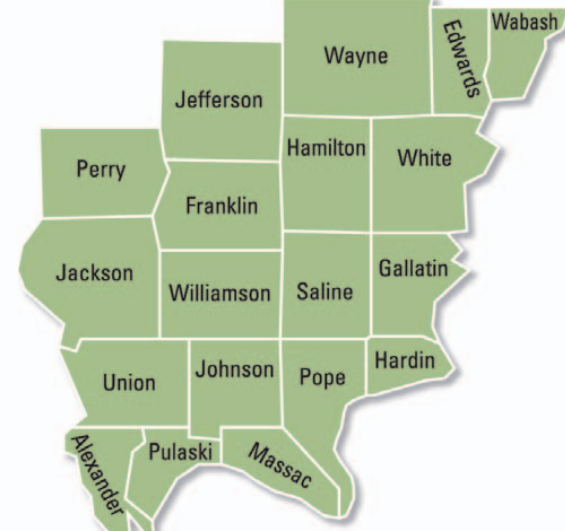 Wabash
Edwards
Wayne
Jefferson
Hamilton
White
Perry
Franklin
Jackson
Williamson
Saline
Gallatin
Union
Johnson
Pope
Hardin
Alexander
Pulaski
Massac